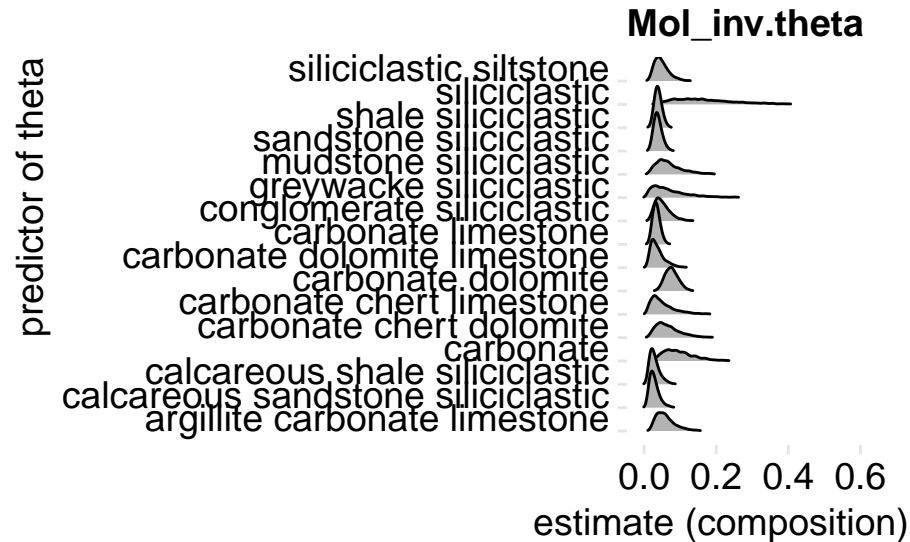 Mol_inv.theta
predictor of theta
siliciclastic siltstone
siliciclastic
shale siliciclastic
sandstone siliciclastic
mudstone siliciclastic
greywacke siliciclastic
conglomerate siliciclastic
carbonate limestone
carbonate dolomite limestone
carbonate dolomite
carbonate chert limestone
carbonate chert dolomite
carbonate
calcareous shale siliciclastic
calcareous sandstone siliciclastic
argillite carbonate limestone
0.0 0.2 0.4 0.6
estimate (composition)